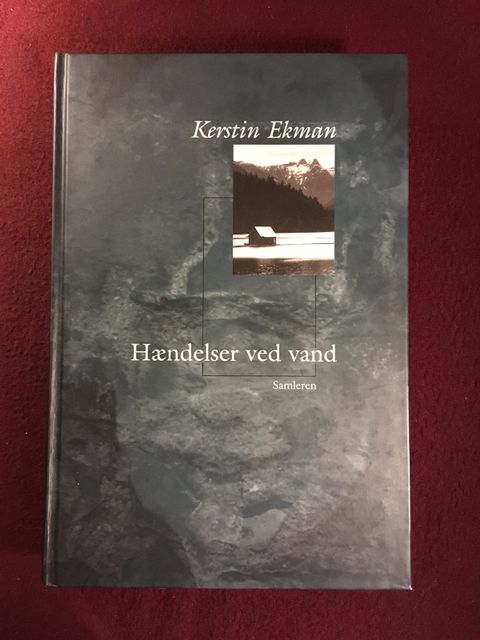 Kerstin Ekman
Hændelser ved vand
Samleren